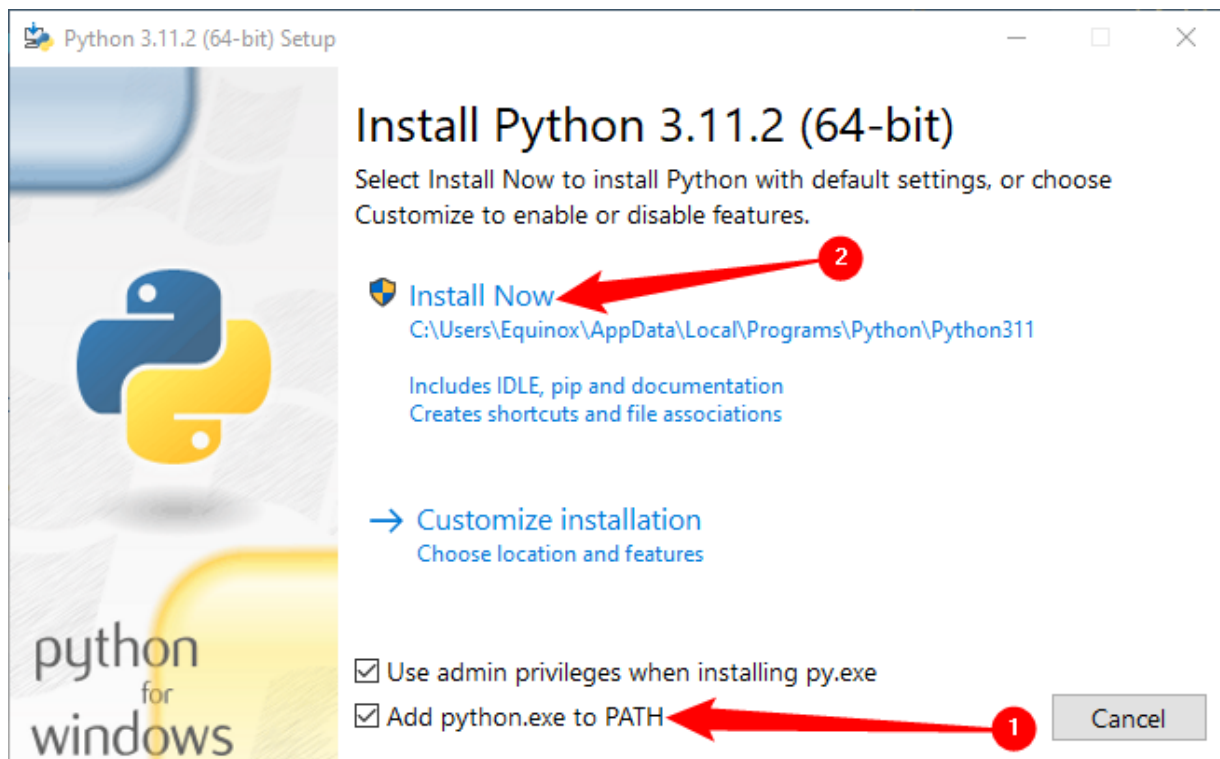 Python 3.11.2 (64-bit) Setup
Install Python 3.11.2 (64-bit)
Select Install Now to install Python with default settings, or choose
Customize to enable or disable features.
2
Install Now
C:\Users\Equinox\AppData\Local\Programs\Python\Python311
Includes IDLE, pip and documentation
Creates shortcuts and file associations
Customize installation
Choose location and features
Use admin privileges when installing py.exe
Add python.exe to PATH
1
Cancel
python
for
windows